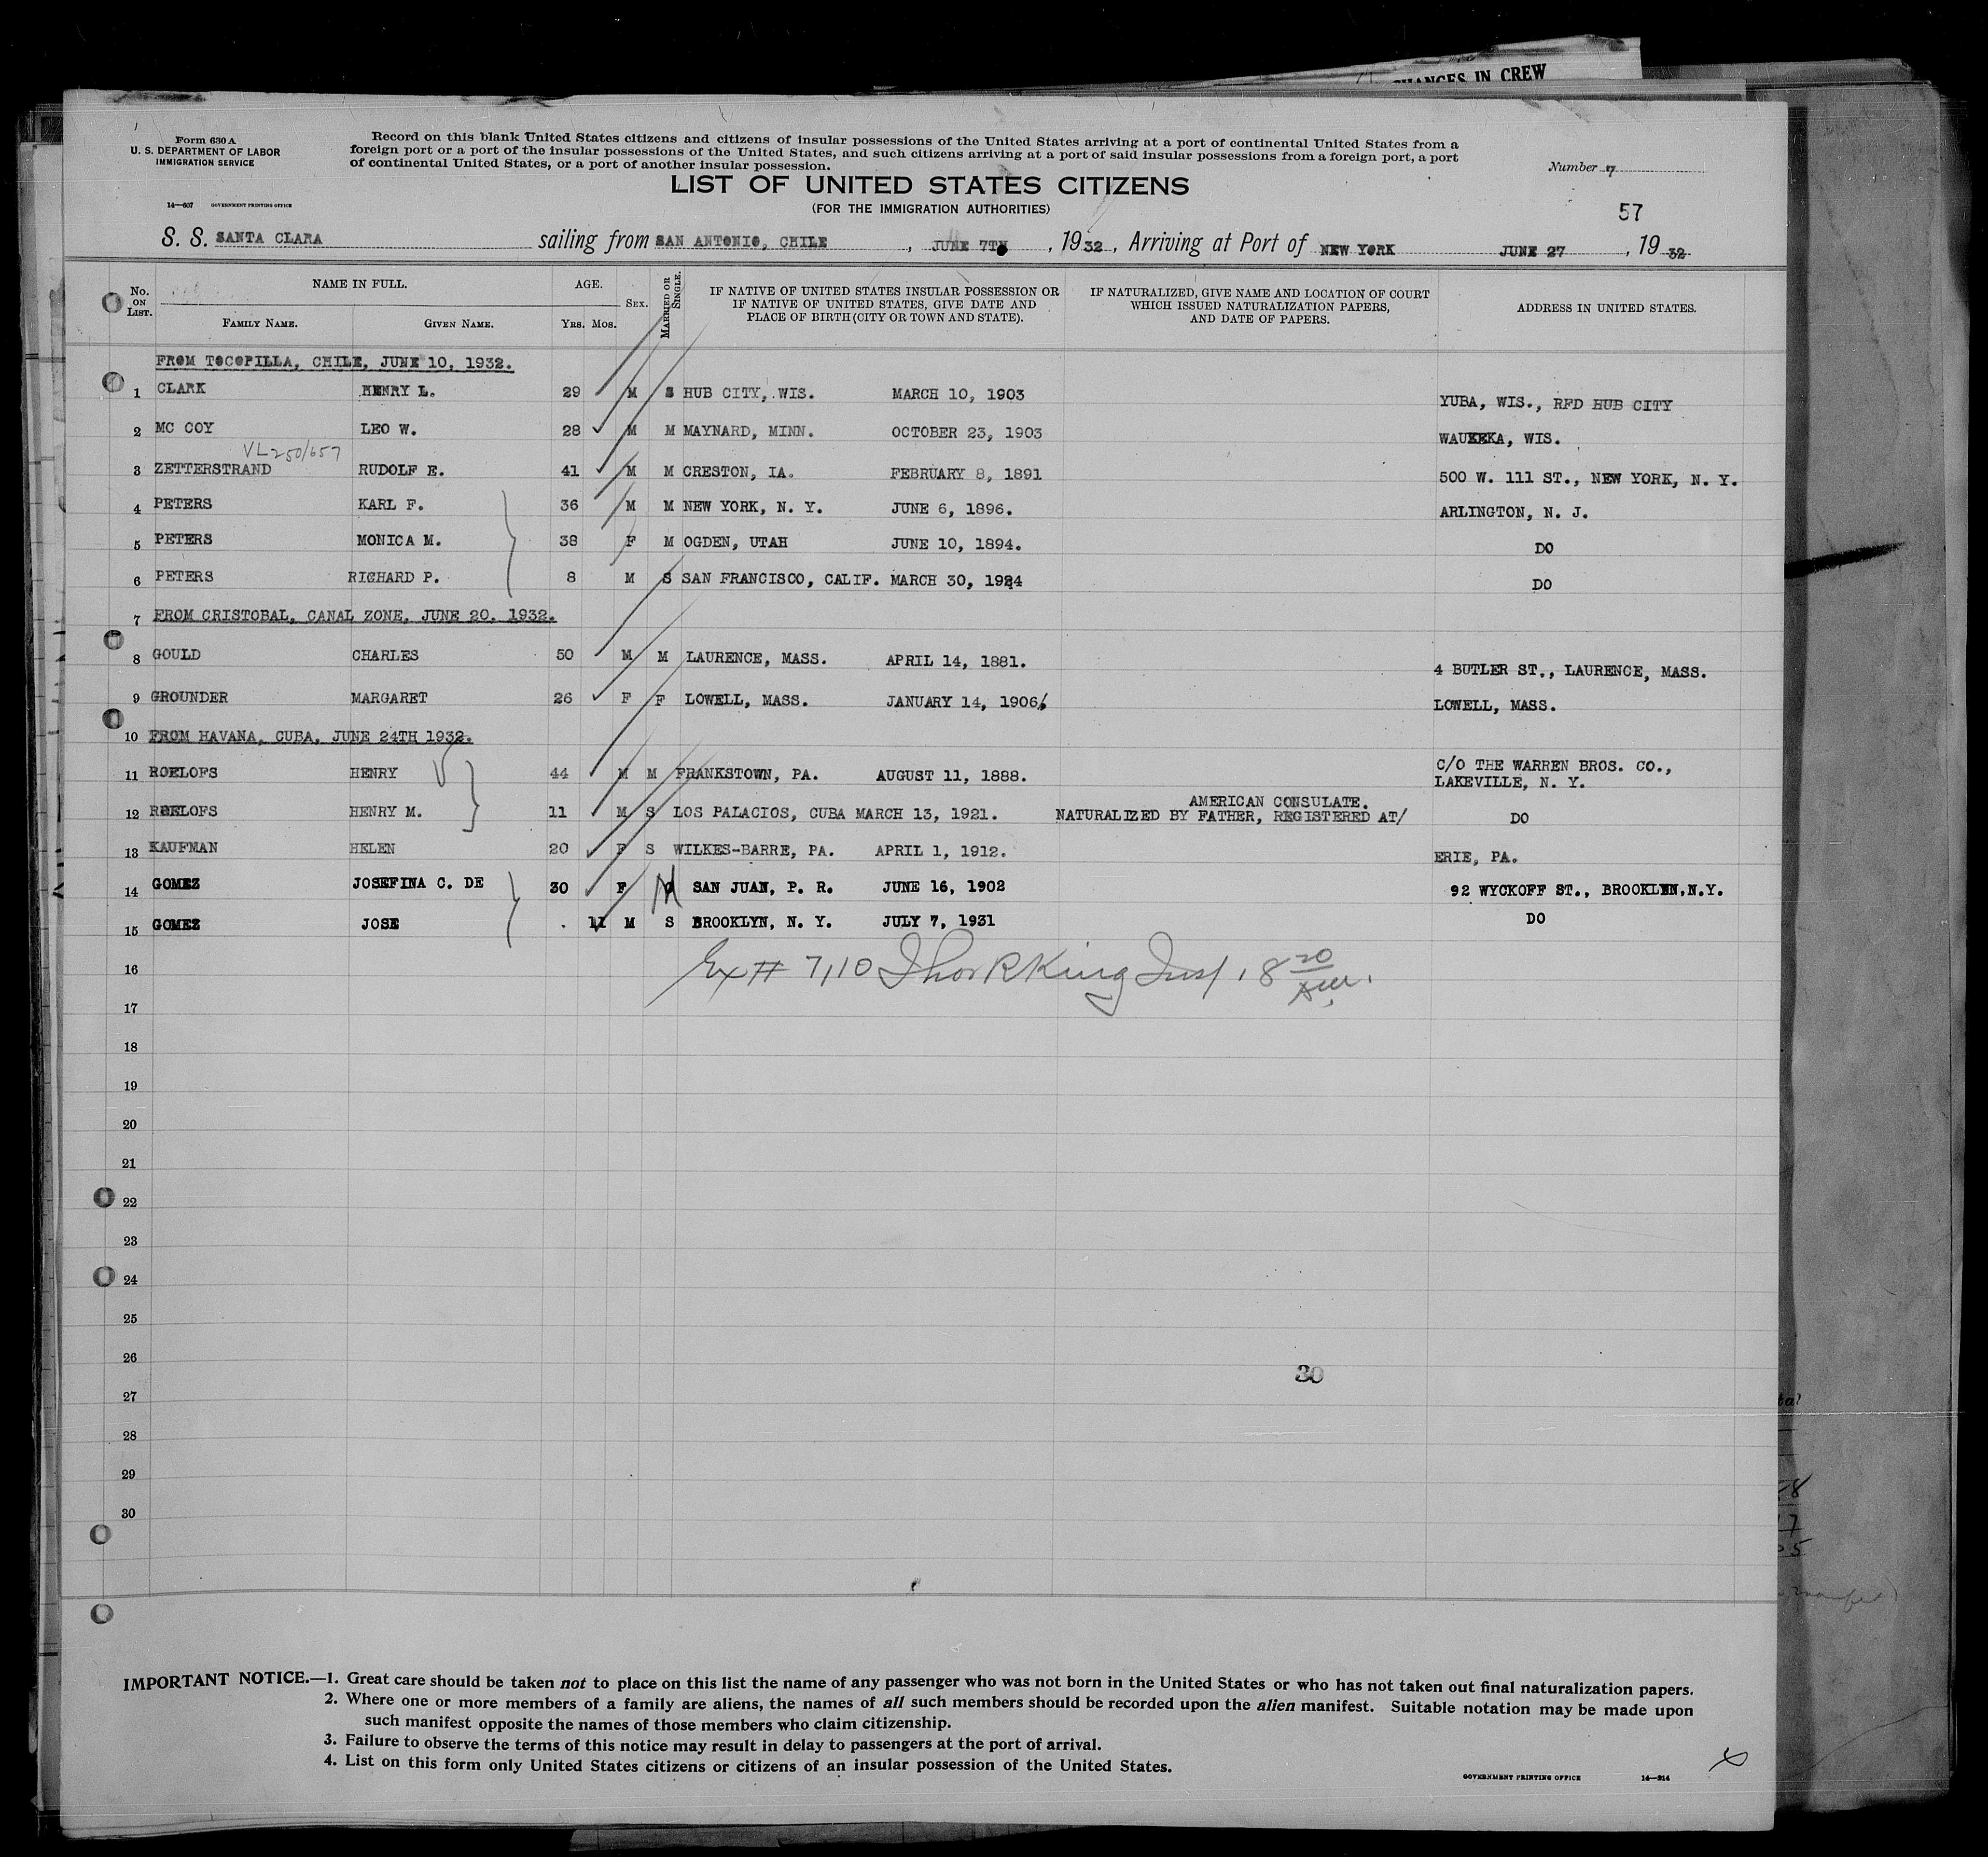 CHANGES IN CREW
Form 630 A
U. S. DEPARTMENT OF LABOR
IMMIGRATION SERVICE
14—607 GOVERNMENT PRINTING OFFICE
Record on this blank United States citizens and citizens of insular possessions of the United States arriving at a port of continental United States from a
foreign port or a port of the insular possessions of the United States, and such citizens arriving at a port of said insular possessions from a foreign port, a port
of continental United States, or a port of another insular possession.
Number 7
LIST OF UNITED STATES CITIZENS
(FOR THE IMMIGRATION AUTHORITIES)
57
S. S. SANTA CLARA sailing from SAN ANTONIO, CHILE, JUNE 7TH, 1932, Arriving at Port of NEW YORK JUNE 27, 1932
No. ON LIST. NAME IN FULL. FAMILY NAME. GIVEN NAME. AGE. YRS. MOS. SEX. MARRIED OR SINGLE. IF NATIVE OF UNITED STATES INSULAR POSSESSION OR IF NATIVE OF UNITED STATES, GIVE DATE AND PLACE OF BIRTH (CITY OR TOWN AND STATE). IF NATURALIZED, GIVE NAME AND LOCATION OF COURT WHICH ISSUED NATURALIZATION PAPERS, AND DATE OF PAPERS. ADDRESS IN UNITED STATES.
FROM TOCOPILLA, CHILE, JUNE 10, 1932.
1 CLARK HENRY L. 29 M S HUB CITY, WIS. MARCH 10, 1903 YUBA, WIS., RFD HUB CITY
2 MC COY LEO W. 28 M M MAYNARD, MINN. OCTOBER 23, 1903 WAUKEKA, WIS.
VL250/657
3 ZETTERSTRAND RUDOLF E. 41 M M CRESTON, IA. FEBRUARY 8, 1891 500 W. 111 ST., NEW YORK, N. Y.
4 PETERS KARL F. 36 M M NEW YORK, N. Y. JUNE 6, 1896. ARLINGTON, N. J.
5 PETERS MONICA M. 38 F M OGDEN, UTAH JUNE 10, 1894. DO
6 PETERS RICHARD P. 8 M S SAN FRANCISCO, CALIF. MARCH 30, 1924 DO
7 FROM CRISTOBAL, CANAL ZONE, JUNE 20, 1932.
8 GOULD CHARLES 50 M M LAURENCE, MASS. APRIL 14, 1881. 4 BUTLER ST., LAURENCE, MASS.
9 GROUNDER MARGARET 26 F F LOWELL, MASS. JANUARY 14, 1906 LOWELL, MASS.
10 FROM HAVANA, CUBA, JUNE 24TH 1932.
11 ROELOFS HENRY 44 M M FRANKSTOWN, PA. AUGUST 11, 1888. C/O THE WARREN BROS. CO., LAKEVILLE, N. Y.
12 ROELOFS HENRY M. 11 M S LOS PALACIOS, CUBA MARCH 13, 1921. NATURALIZED BY FATHER, REGISTERED AT/ AMERICAN CONSULATE. DO
13 KAUFMAN HELEN 20 F S WILKES-BARRE, PA. APRIL 1, 1912. ERIE, PA.
14 GOMEZ JOSEFINA C. DE 30 F M SAN JUAN, P. R. JUNE 16, 1902 92 WYCKOFF ST., BROOKLYN,N.Y.
15 GOMEZ JOSE 11 M S BROOKLYN, N. Y. JULY 7, 1931 DO
16 Ex # 7,10 Thos R King Insp. 8 20 Am.
17
18
19
20
21
22
23
24
25
26
30
27
28
29
30
IMPORTANT NOTICE.—1. Great care should be taken not to place on this list the name of any passenger who was not born in the United States or who has not taken out final naturalization papers.
2. Where one or more members of a family are aliens, the names of all such members should be recorded upon the alien manifest. Suitable notation may be made upon
such manifest opposite the names of those members who claim citizenship.
3. Failure to observe the terms of this notice may result in delay to passengers at the port of arrival.
4. List on this form only United States citizens or citizens of an insular possession of the United States.
GOVERNMENT PRINTING OFFICE 14—214